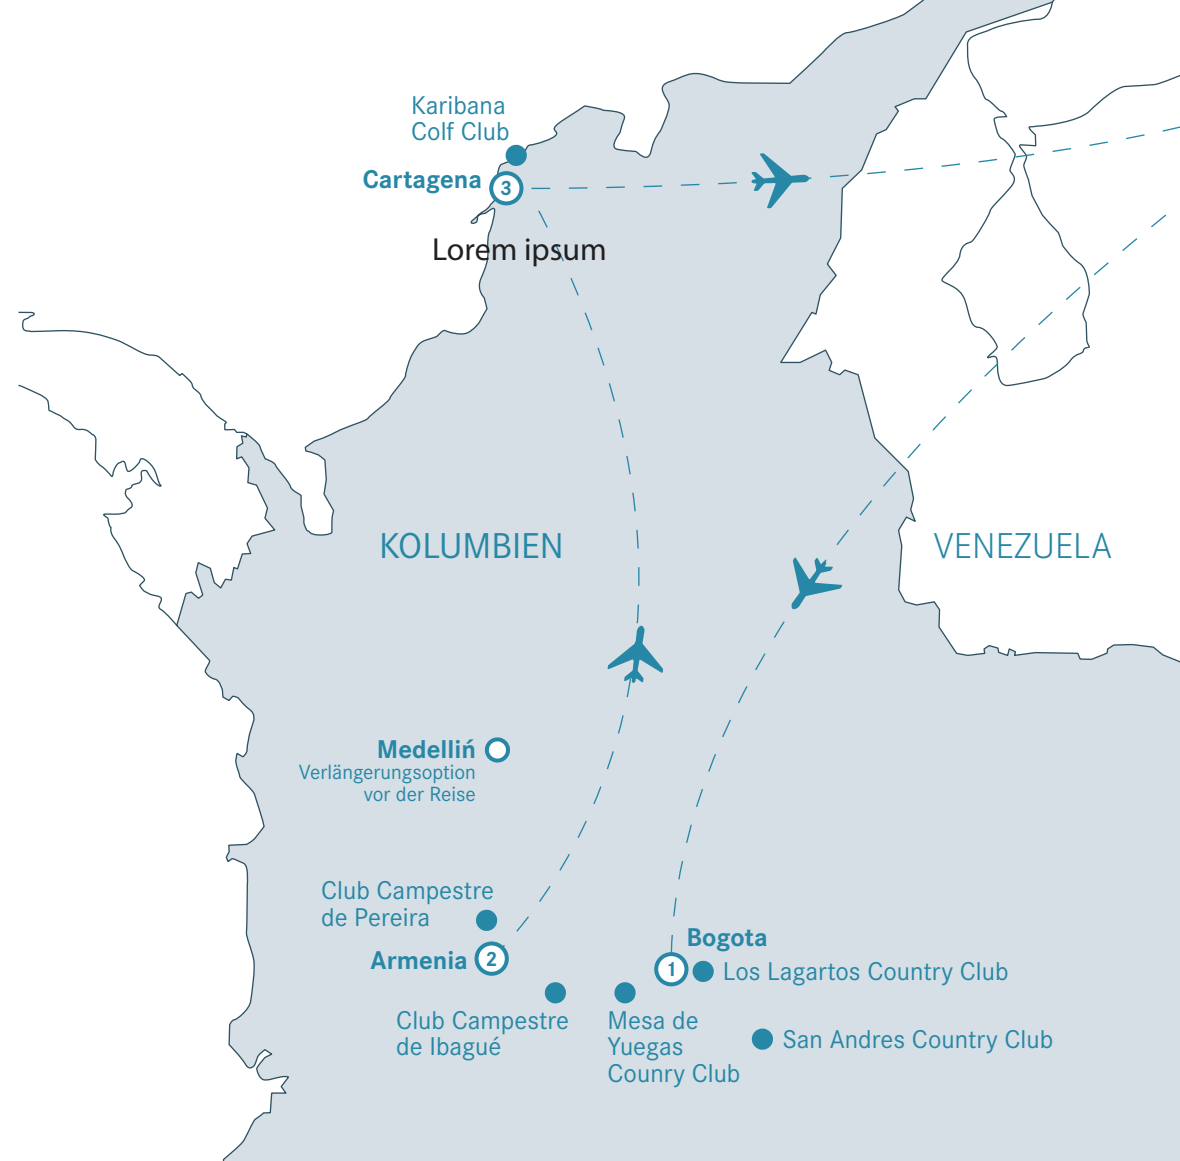 Karibana
Colf Club
Cartagena
3
Lorem ipsum
KOLUMBIEN
VENEZUELA
Medelliń
Verlängerungsoption
vor der Reise
Club Campestre
de Pereira
Armenia
2
Bogota
1
Los Lagartos Country Club
Club Campestre
de Ibagué
Mesa de
Yuegas
Counry Club
San Andres Country Club